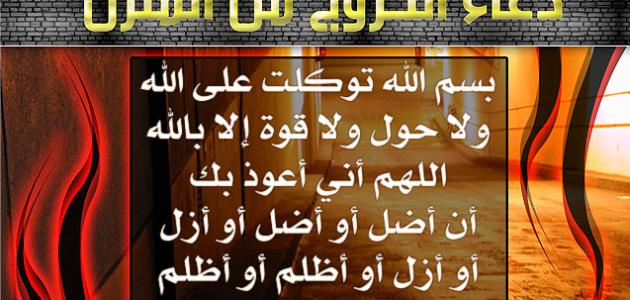 دعاء الخروج من المنزل
بسم الله توكلت على الله
ولا حول ولا قوة إلا بالله
اللهم أني أعوذ بك
أن أضل أو أضل أو أزل
أو أزل أو أظلم أو أظلم